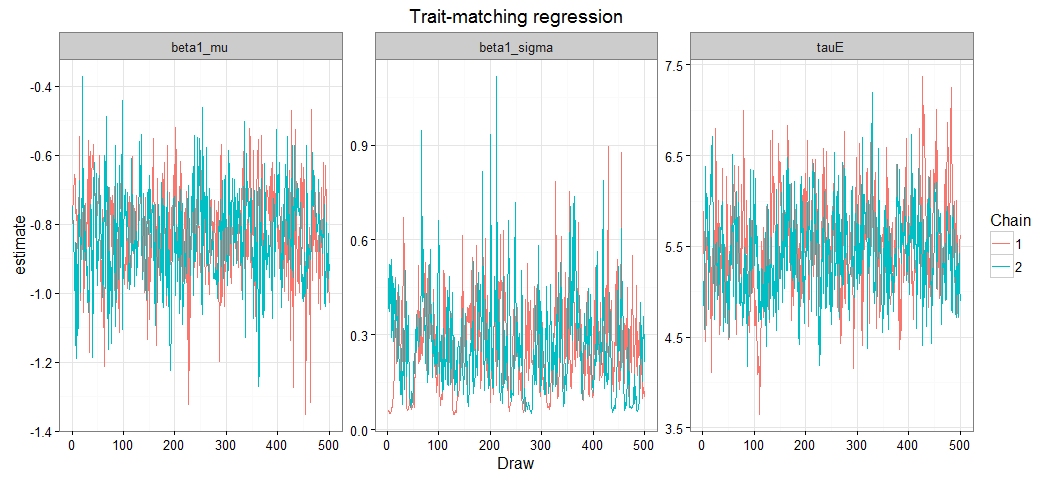 Trait-matching regression
beta1_mu
beta1_sigma
tauE
estimate
-0.4
-0.6
-0.8
-1.0
-1.2
-1.4
0 100 200 300 400 500
0.9
0.6
0.3
0.0
0 100 200 300 400 500
7.5
6.5
5.5
4.5
3.5
0 100 200 300 400 500
Draw
Chain
1
2